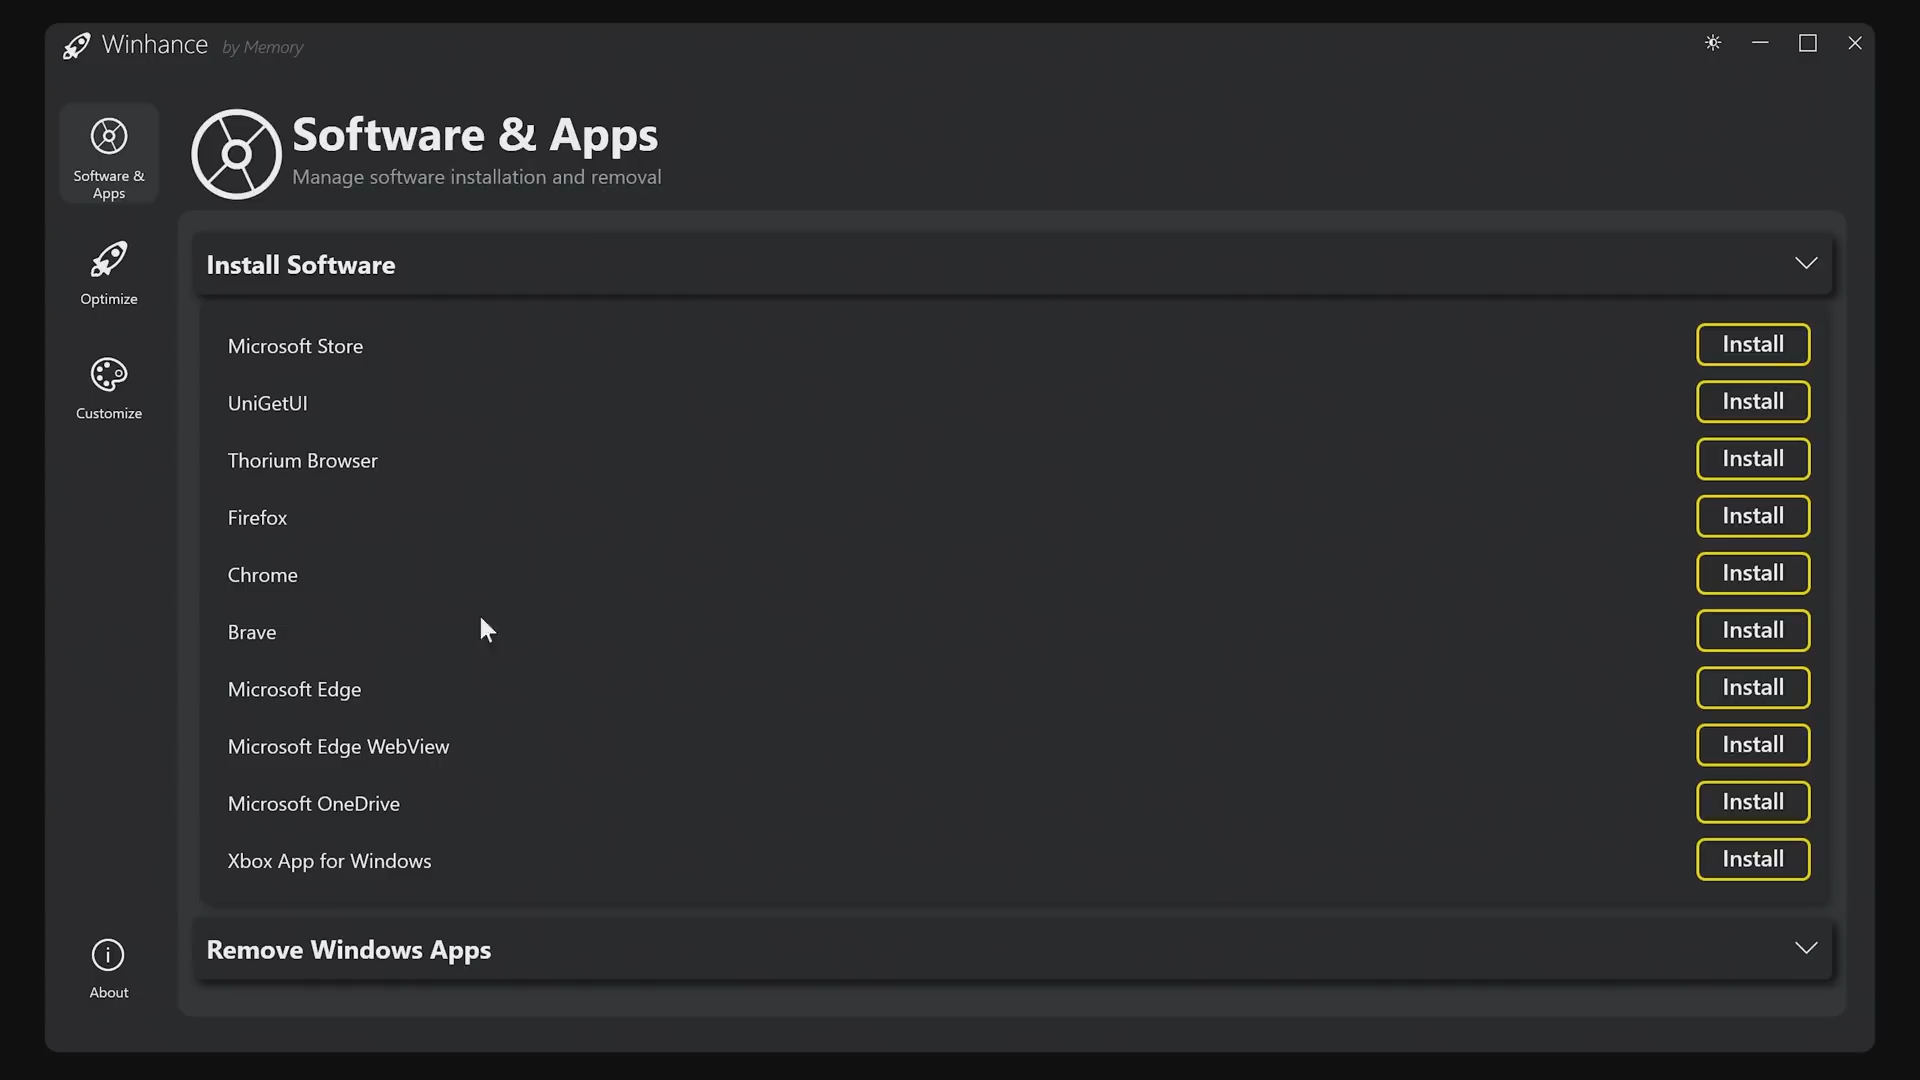 Winhance by Memory
Software & Apps
Manage software installation and removal
Software &
Apps
Optimize
Customize
About
Install Software
Microsoft Store Install
UniGetUI Install
Thorium Browser Install
Firefox Install
Chrome Install
Brave Install
Microsoft Edge Install
Microsoft Edge WebView Install
Microsoft OneDrive Install
Xbox App for Windows Install
Remove Windows Apps